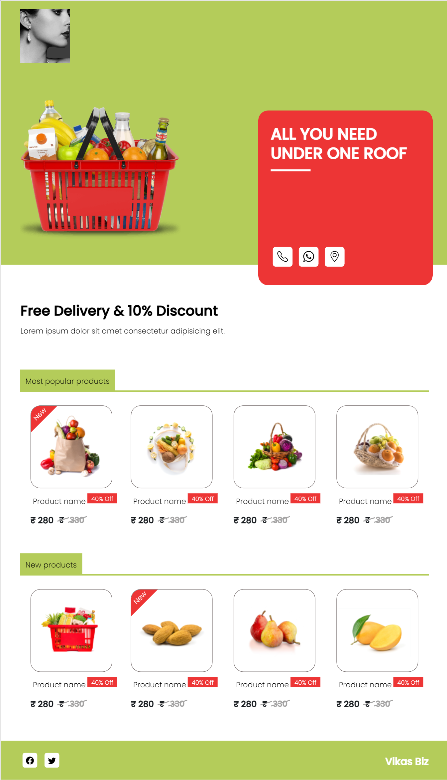 ALL YOU NEED
UNDER ONE ROOF
Free Delivery & 10% Discount
Lorem ipsum dolor sit amet consectetur adipisicing elit.
Most popular products
New
Product name 40% Off
Product name 40% Off
Product name 40% Off
Product name 40% Off
₹ 280 ₹ 330
₹ 280 ₹ 330
₹ 280 ₹ 330
₹ 280 ₹ 330
New products
New
Product name 40% Off
Product name 40% Off
Product name 40% Off
Product name 40% Off
₹ 280 ₹ 330
₹ 280 ₹ 330
₹ 280 ₹ 330
₹ 280 ₹ 330
Vikas Biz